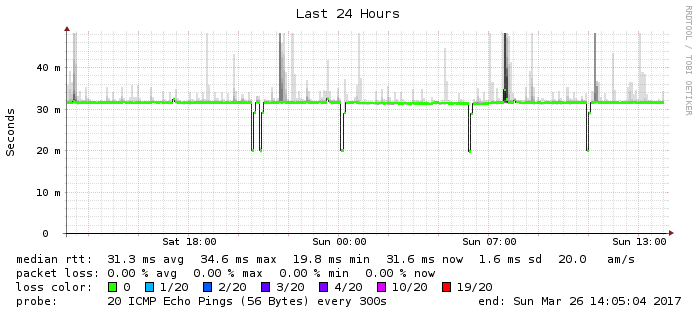 Last 24 Hours
RRDTOOL / TOBI OETIKER
Seconds
40 m
30 m
20 m
10 m
0
Sat 18:00 Sun 00:00 Sun 07:00 Sun 13:00
median rtt: 31.3 ms avg 34.6 ms max 19.8 ms min 31.6 ms now 1.6 ms sd 20.0 am/s
packet loss: 0.00 % avg 0.00 % max 0.00 % min 0.00 % now
loss color: 0 1/20 2/20 3/20 4/20 10/20 19/20
probe: 20 ICMP Echo Pings (56 Bytes) every 300s end: Sun Mar 26 14:05:04 2017